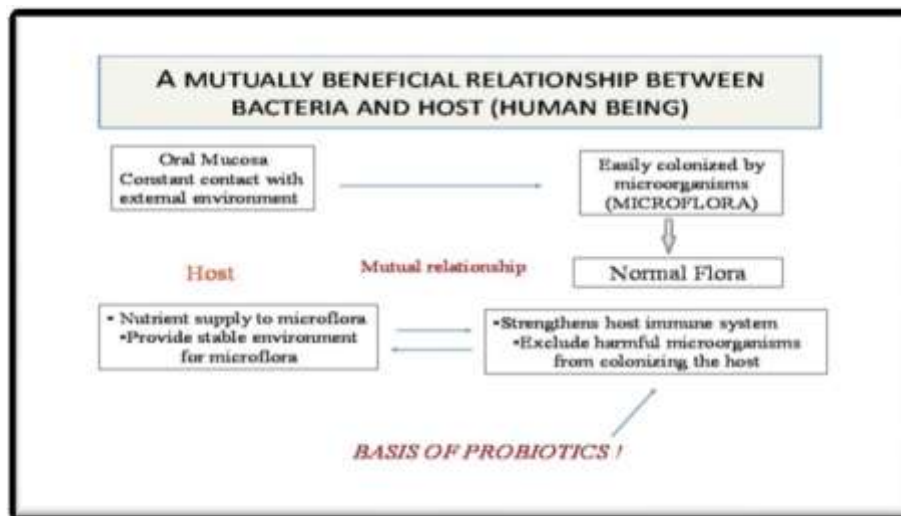 A MUTUALLY BENEFICIAL RELATIONSHIP BETWEEN
BACTERIA AND HOST (HUMAN BEING)
Oral Mucosa
Constant contact with
external environment
Easily colonized by
microorganisms
(MICROFLORA)
Host
Mutual relationship
Normal Flora
• Nutrient supply to microflora
•Provide stable environment
for microflora
•Strengthens host immune system
•Exclude harmful microorganisms
from colonizing the host
BASIS OF PROBIOTICS !